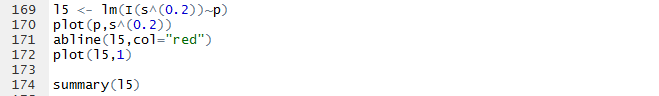 169 l5 <- lm(I(s^(0.2))~p)
170 plot(p,s^(0.2))
171 abline(l5,col="red")
172 plot(l5,1)
173
174 summary(l5)